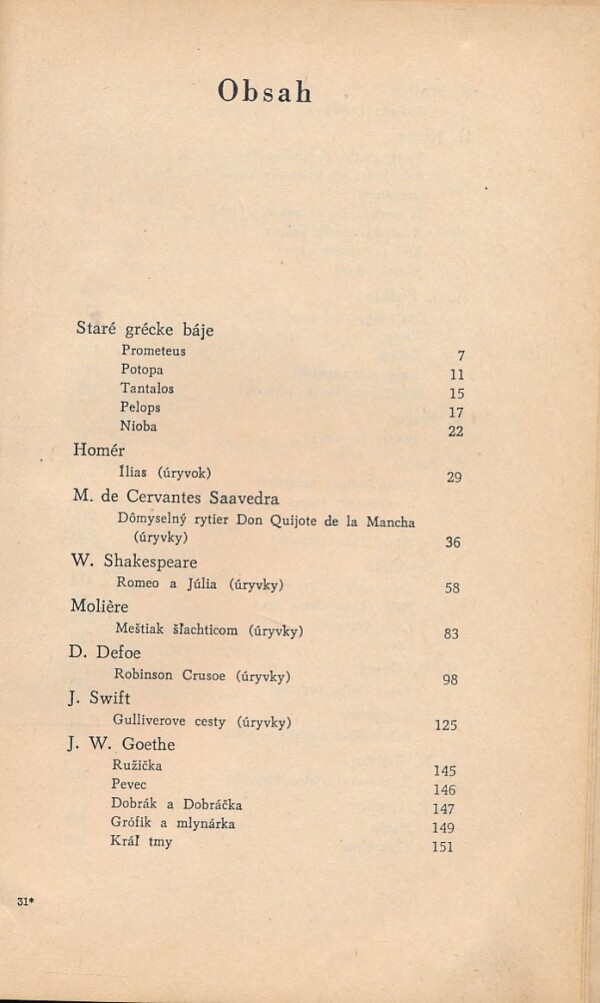 Obsah
Staré grécke báje
Prometeus 7
Potopa 11
Tantalos 15
Pelops 17
Nioba 22
Homér
Ílias (úryvok) 29
M. de Cervantes Saavedra
Dômyselný rytier Don Quijote de la Mancha
(úryvky) 36
W. Shakespeare
Romeo a Júlia (úryvky) 58
Molière
Meštiak šľachticom (úryvky) 83
D. Defoe
Robinson Crusoe (úryvky) 98
J. Swift
Gulliverove cesty (úryvky) 125
J. W. Goethe
Ružička 145
Pevec 146
Dobrák a Dobráčka 147
Grófik a mlynárka 149
Kráľ tmy 151
31*